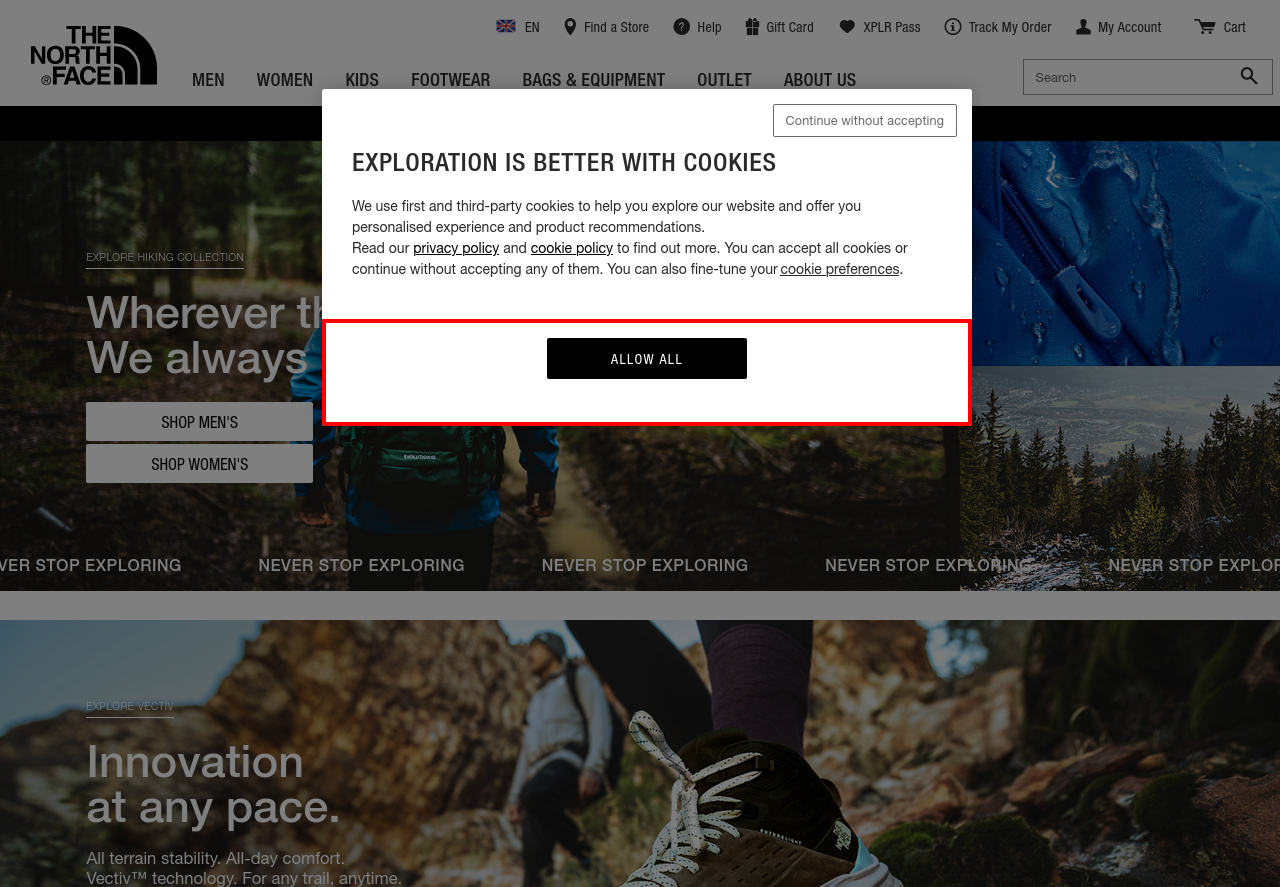 THE
NORTH
FACE
EN
Find a Store
Help
Gift Card
XPLR Pass
Track My Order
My Account
Cart
MEN
WOMEN
KIDS
FOOTWEAR
BAGS & EQUIPMENT
OUTLET
ABOUT US
Search
Continue without accepting
EXPLORATION IS BETTER WITH COOKIES
We use first and third-party cookies to help you explore our website and offer you
personalised experience and product recommendations.
Read our privacy policy and cookie policy to find out more. You can accept all cookies or
continue without accepting any of them. You can also fine-tune your cookie preferences.
ALLOW ALL
EXPLORE HIKING COLLECTION
Wherever th
We always
SHOP MEN'S
SHOP WOMEN'S
VER STOP EXPLORING
NEVER STOP EXPLORING
NEVER STOP EXPLORING
NEVER STOP EXPLORING
NEVER STOP EXPLOR
EXPLORE VECTIV
Innovation
at any pace.
All terrain stability. All-day comfort.
Vectiv™ technology. For any trail, anytime.
FUTURELIGHT